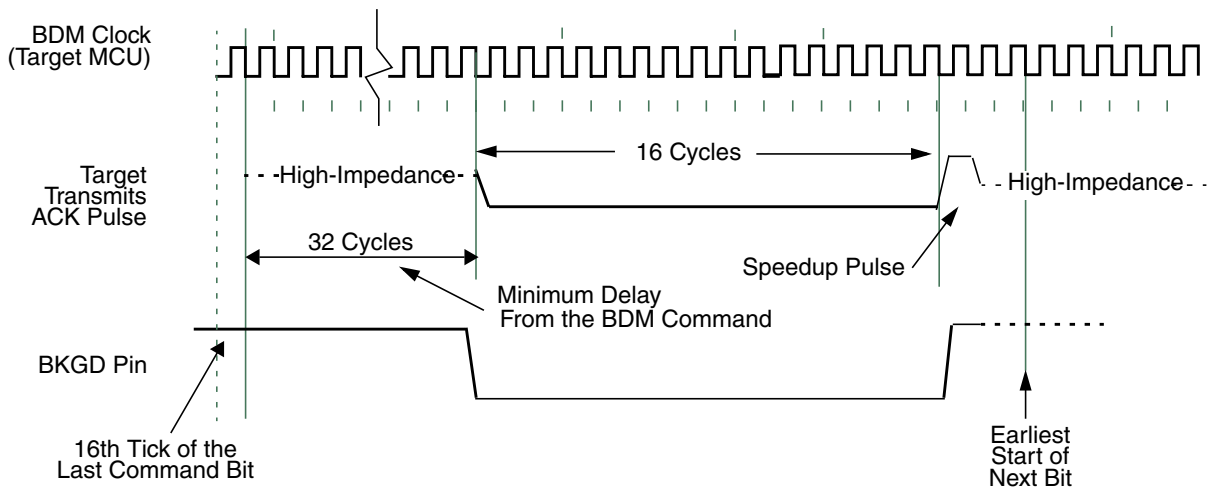 BDM Clock
(Target MCU)
16 Cycles
Target
Transmits
ACK Pulse
High-Impedance
High-Impedance
32 Cycles
Speedup Pulse
Minimum Delay
From the BDM Command
BKGD Pin
16th Tick of the
Last Command Bit
Earliest
Start of
Next Bit